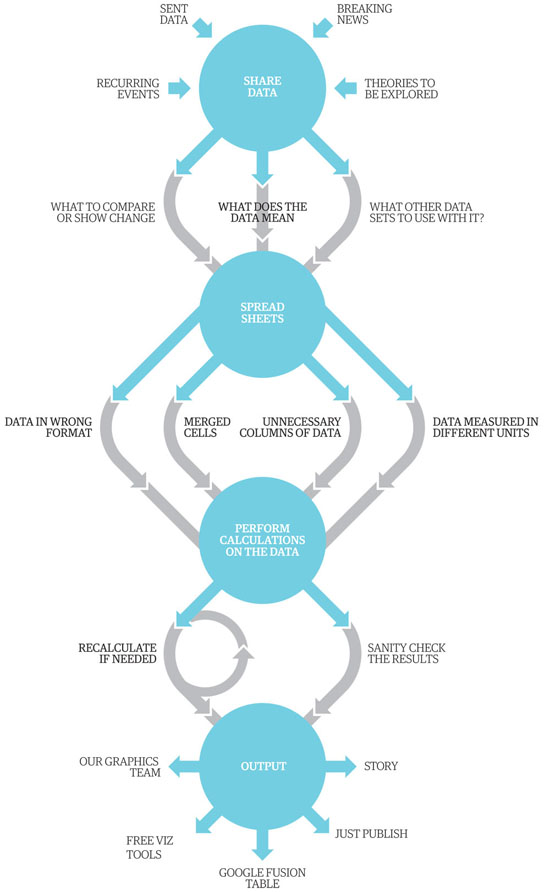 SENT
DATA
BREAKING
NEWS
RECURRING
EVENTS
SHARE
DATA
THEORIES TO
BE EXPLORED
WHAT TO COMPARE
OR SHOW CHANGE
WHAT DOES THE
DATA MEAN
WHAT OTHER DATA
SETS TO USE WITH IT?
SPREAD
SHEETS
DATA IN WRONG
FORMAT
MERGED
CELLS
UNNECESSARY
COLUMNS OF DATA
DATA MEASURED IN
DIFFERENT UNITS
PERFORM
CALCULATIONS
ON THE DATA
RECALCULATE
IF NEEDED
SANITY CHECK
THE RESULTS
OUR GRAPHICS
TEAM
OUTPUT
STORY
FREE VIZ
TOOLS
JUST PUBLISH
GOOGLE FUSION
TABLE